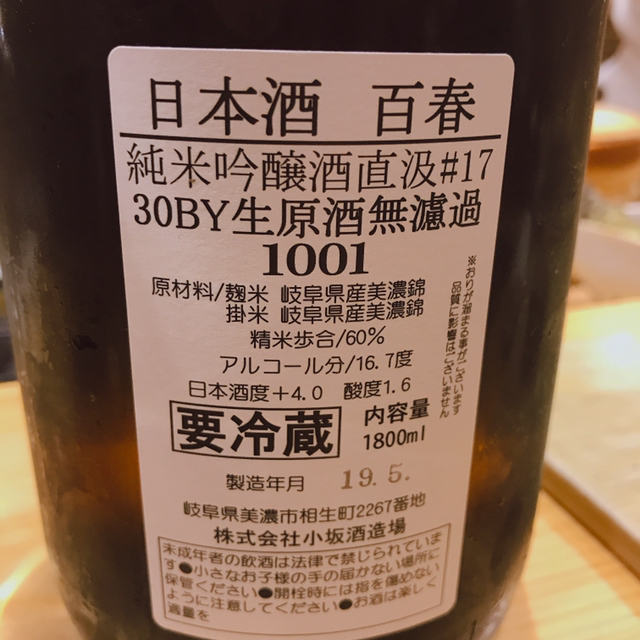 日本酒 百春
純米吟醸酒直汲#17
30BY生原酒無濾過
1001
原材料/麹米 岐阜県産美濃錦
掛米 岐阜県産美濃錦
精米歩合/60%
アルコール分/16.7度
日本酒度+4.0 酸度1.6
※おりが溜まる事がございます
品質に影響はございません
要冷蔵
内容量
1800ml
製造年月 19.5.
岐阜県美濃市相生町2267番地
株式会社小坂酒造場
未成年者の飲酒は法律で禁じられていま
す●小さなお子様の手の届かない場所に
保管ください●開栓時には指を傷めない
ように注意してください●お酒は楽しく
適量を